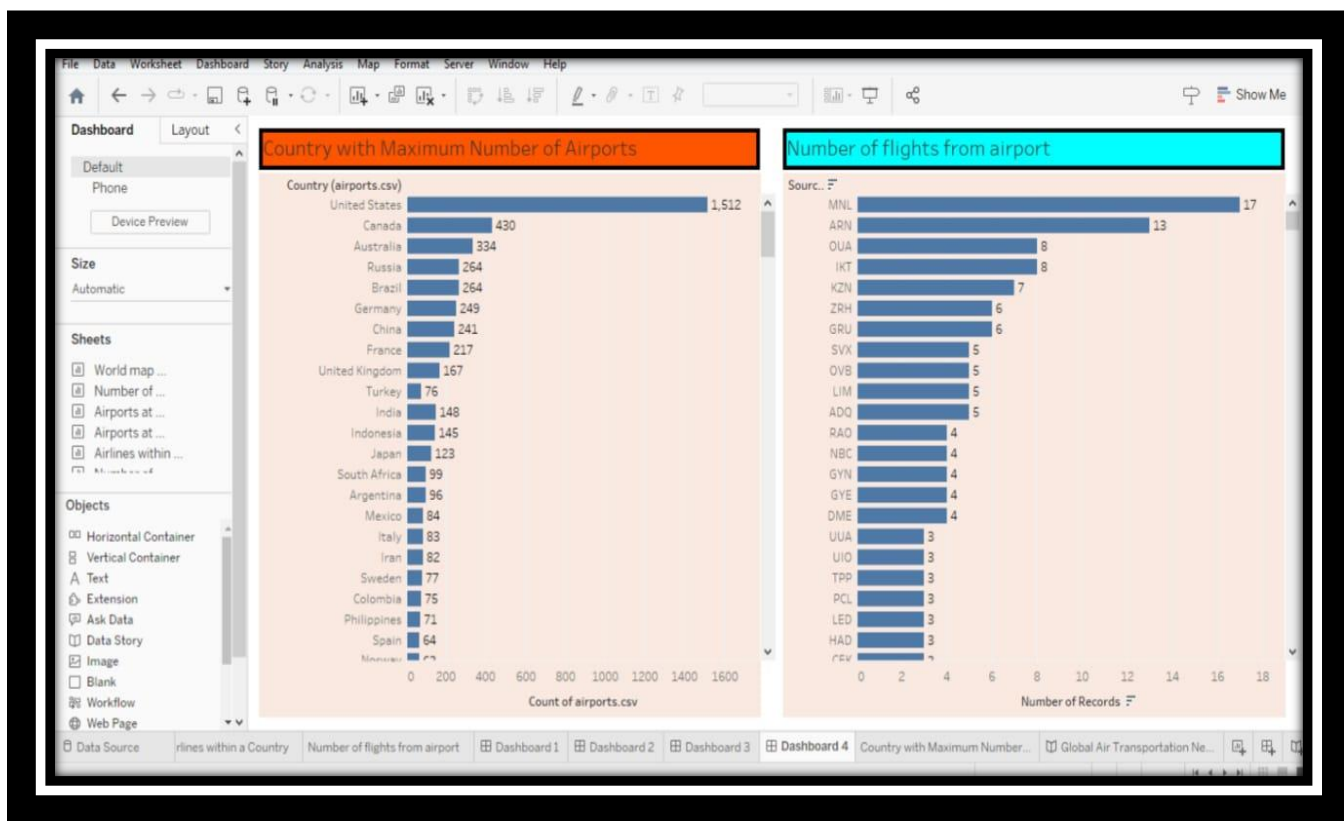 File Data Worksheet Dashboard Story Analysis Map Format Server Window Help
Show Me
Dashboard Layout
Default
Phone
Device Preview
Size
Automatic
Sheets
World map ...
Number of ...
Airports at ...
Airports at ...
Airlines within ...
Objects
Horizontal Container
Vertical Container
Text
Extension
Ask Data
Data Story
Image
Blank
Workflow
Web Page
Country with Maximum Number of Airports
Country (airports.csv)
United States 1,512
Canada 430
Australia 334
Russia 264
Brazil 264
Germany 249
China 241
France 217
United Kingdom 167
Turkey 76
India 148
Indonesia 145
Japan 123
South Africa 99
Argentina 96
Mexico 84
Italy 83
Iran 82
Sweden 77
Colombia 75
Philippines 71
Spain 64
Norway
0 200 400 600 800 1000 1200 1400 1600
Count of airports.csv
Number of flights from airport
Sourc..
MNL 17
ARN 13
OUA 8
IKT 8
KZN 7
ZRH 6
GRU 6
SVX 5
OVB 5
LIM 5
ADQ 5
RAO 4
NBC 4
GYN 4
GYE 4
DME 4
UUA 3
UIO 3
TPP 3
PCL 3
LED 3
HAD 3
0 2 4 6 8 10 12 14 16 18
Number of Records
Data Source rlines within a Country Number of flights from airport Dashboard 1 Dashboard 2 Dashboard 3 Dashboard 4 Country with Maximum Number... Global Air Transportation Ne...